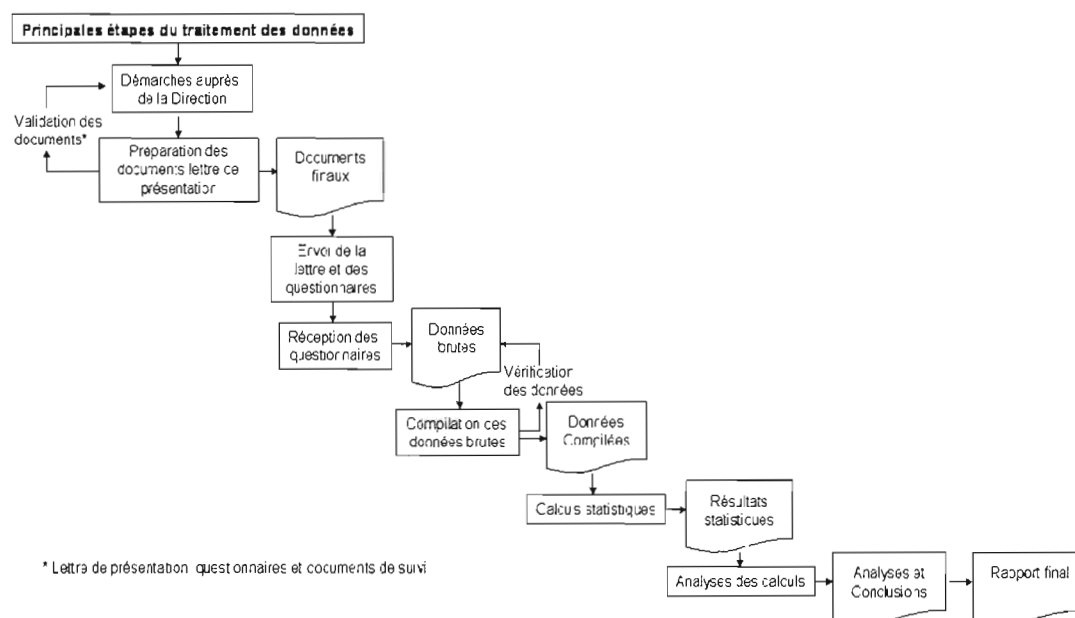 Principales étapes du traitement des données
Démarches auprès
de la Direction
Validation des
documents*
Préparation des
documents lettre de
présentation
Documents
finaux
Envoi de la
lettre et des
questionnaires
Réception des
questionnaires
Données
brutes
Vérification
des données
Compilation des
données brutes
Données
Compilées
Calculs statistiques
Résultats
statistiques
* Lettre de présentation questionnaires et documents de suivi
Analyses des calculs
Analyses et
Conclusions
Rapport final